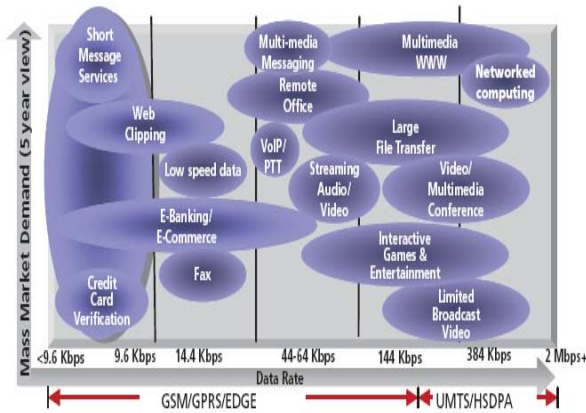 Mass Market Demand (5 year view)
Short
Message
Services
Multi-media
Messaging
Multimedia
WWW
Networked
computing
Remote
Office
Web
Clipping
VoIP/
PTT
Large
File Transfer
Low speed data
Streaming
Audio/
Video
Video/
Multimedia
Conference
E-Banking/
E-Commerce
Interactive
Games &
Entertainment
Fax
Credit
Card
Verification
Limited
Broadcast
Video
<9.6 Kbps 9.6 Kbps 14.4 Kbps 44-64 Kbps 144 Kbps 384 Kbps 2 Mbps+
Data Rate
GSM/GPRS/EDGE UMTS/HSDPA